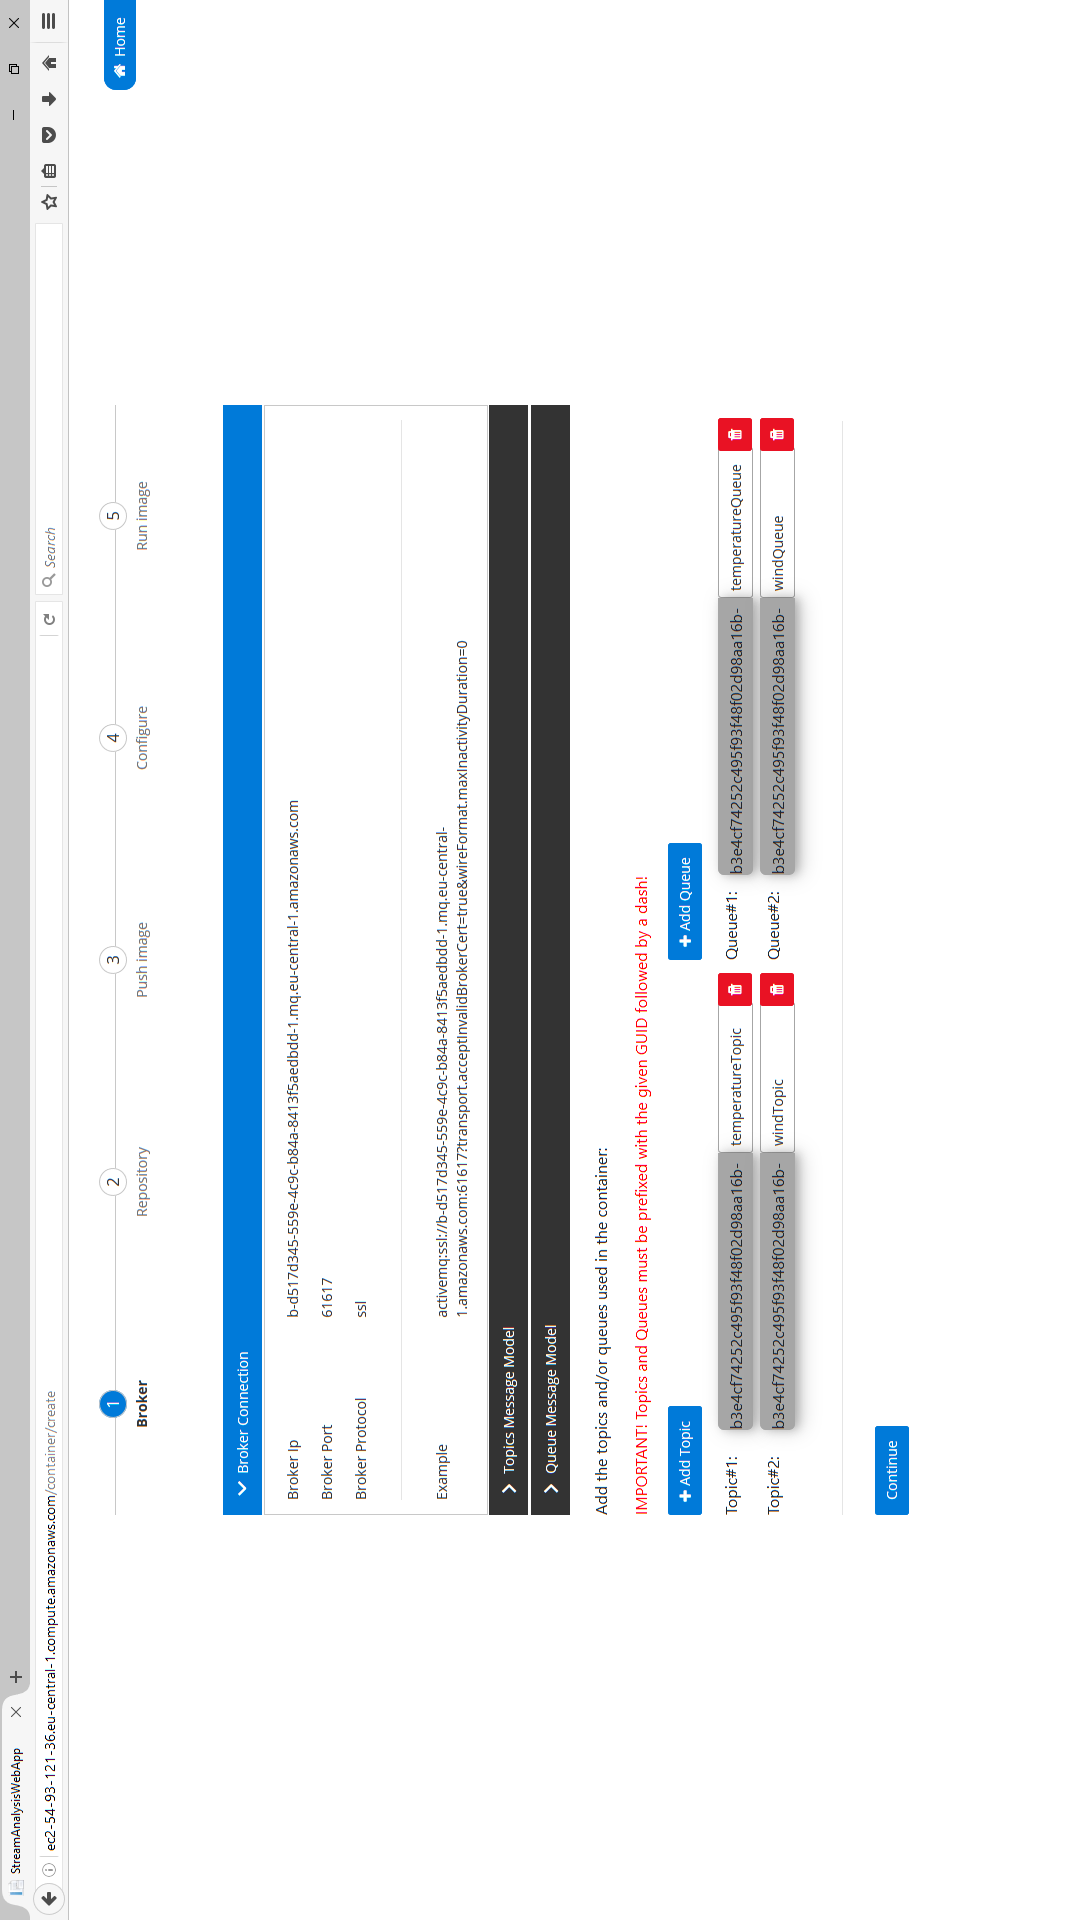 StreamAnalysisWebApp
ec2-54-93-121-36.eu-central-1.compute.amazonaws.com/container/create
Search
Home
1 2 3 4 5
Broker Repository Push image Configure Run image
Broker Connection
Broker Ip b-d517d345-559e-4c9c-b84a-8413f5aedbdd-1.mq.eu-central-1.amazonaws.com
Broker Port 61617
Broker Protocol ssl
Example activemq:ssl://b-d517d345-559e-4c9c-b84a-8413f5aedbdd-1.mq.eu-central-
1.amazonaws.com:61617?transport.acceptInvalidBrokerCert=true&wireFormat.maxInactivityDuration=0
Topics Message Model
Queue Message Model
Add the topics and/or queues used in the container:
IMPORTANT! Topics and Queues must be prefixed with the given GUID followed by a dash!
Add Topic Add Queue
Topic#1: b3e4cf74252c495f93f48f02d98aa16b- temperatureTopic Queue#1: b3e4cf74252c495f93f48f02d98aa16b- temperatureQueue
Topic#2: b3e4cf74252c495f93f48f02d98aa16b- windTopic Queue#2: b3e4cf74252c495f93f48f02d98aa16b- windQueue
Continue